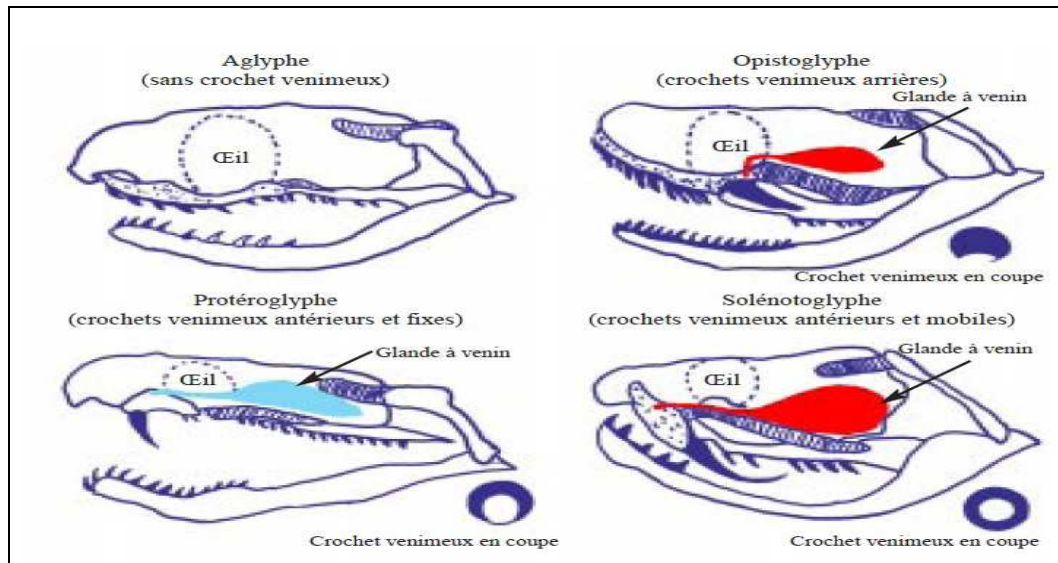 Aglyphe
(sans crochet venimeux)
Œil
Opistoglyphe
(crochets venimeux arrières)
Glande à venin
Œil
Crochet venimeux en coupe
Protéroglyphe
(crochets venimeux antérieurs et fixes)
Glande à venin
Œil
Crochet venimeux en coupe
Solénotoglyphe
(crochets venimeux antérieurs et mobiles)
Glande à venin
Œil
Crochet venimeux en coupe